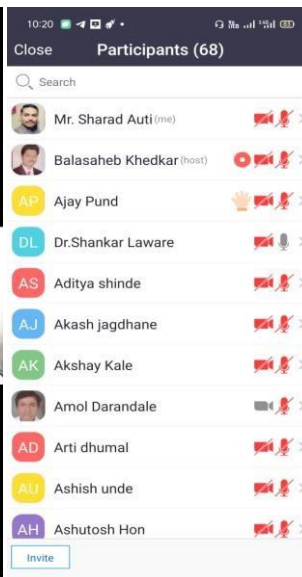 10:20
Close Participants (68)
Search
Mr. Sharad Auti (me)
Balasaheb Khedkar (host)
AP Ajay Pund
DL Dr.Shankar Laware
AS Aditya shinde
AJ Akash jagdhane
AK Akshay Kale
Amol Darandale
AD Arti dhumal
AU Ashish unde
AH Ashutosh Hon
Invite